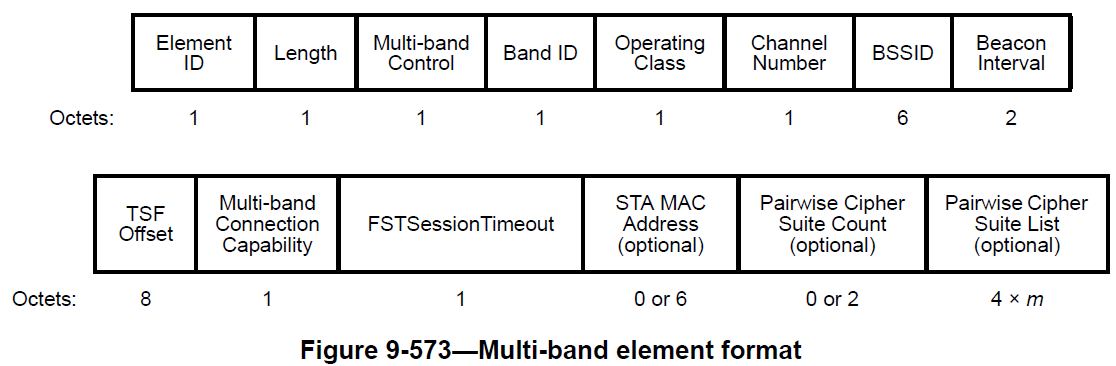 Element ID
Length
Multi-band Control
Band ID
Operating Class
Channel Number
BSSID
Beacon Interval
Octets: 1 1 1 1 1 1 6 2
TSF Offset
Multi-band Connection Capability
FSTSessionTimeout
STA MAC Address (optional)
Pairwise Cipher Suite Count (optional)
Pairwise Cipher Suite List (optional)
Octets: 8 1 1 0 or 6 0 or 2 4 × m
Figure 9-573—Multi-band element format